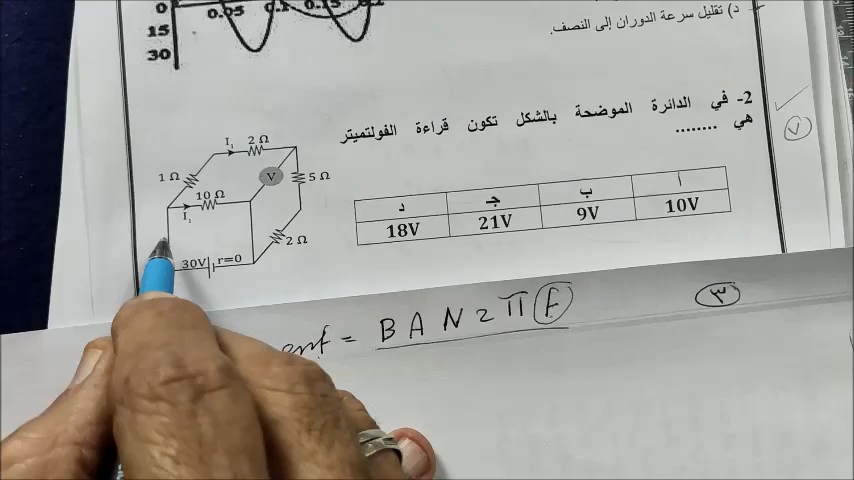 0 0.05 0.1 0.15
15
30
د) تقليل سرعة الدوران إلى النصف.
2- في الدائرة الموضحة بالشكل تكون قراءة الفولتميتر
هي ........
٧
I₁ 2 Ω
1 Ω V 5 Ω
10 Ω
I₁
2 Ω
30V r=0
أ ب جـ د
10V 9V 21V 18V
٣
emf = B A N 2 π f